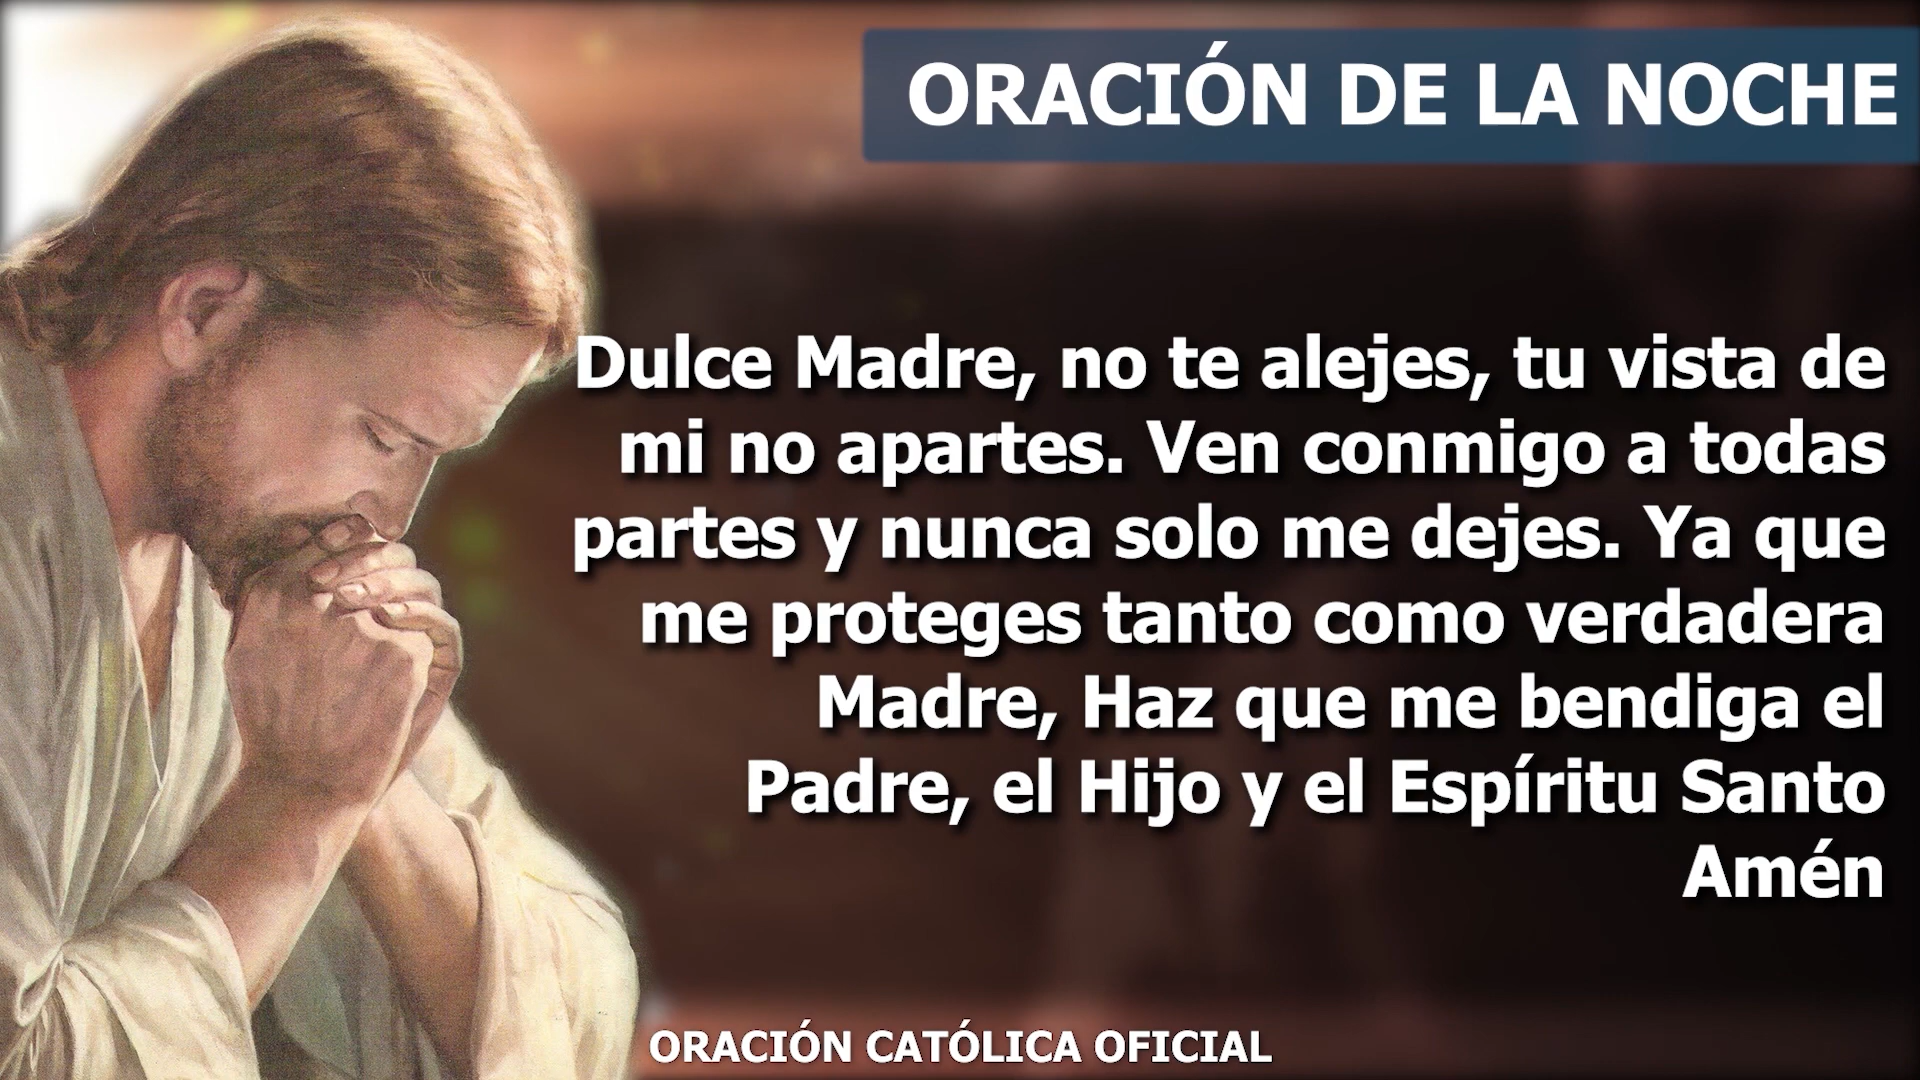 ORACIÓN DE LA NOCHE
Dulce Madre, no te alejes, tu vista de
mi no apartes. Ven conmigo a todas
partes y nunca solo me dejes. Ya que
me proteges tanto como verdadera
Madre, Haz que me bendiga el
Padre, el Hijo y el Espíritu Santo
Amén
ORACIÓN CATÓLICA OFICIAL